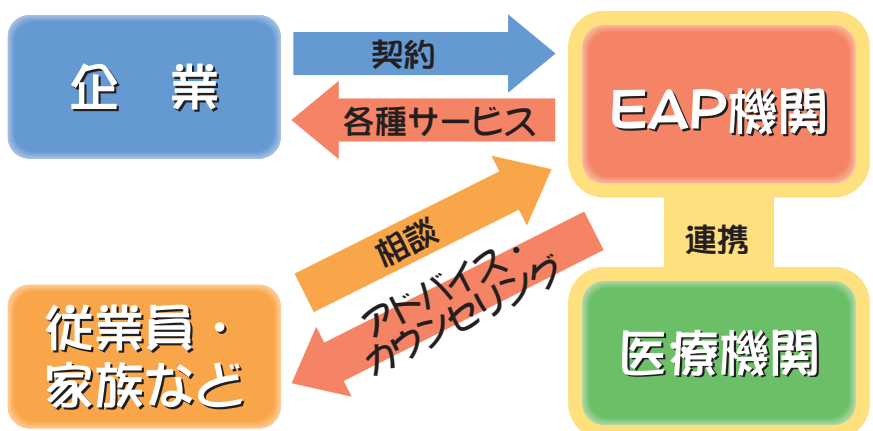 企　業
契約
各種サービス
EAP機関
相談
アドバイス・
カウンセリング
連携
従業員・
家族など
医療機関